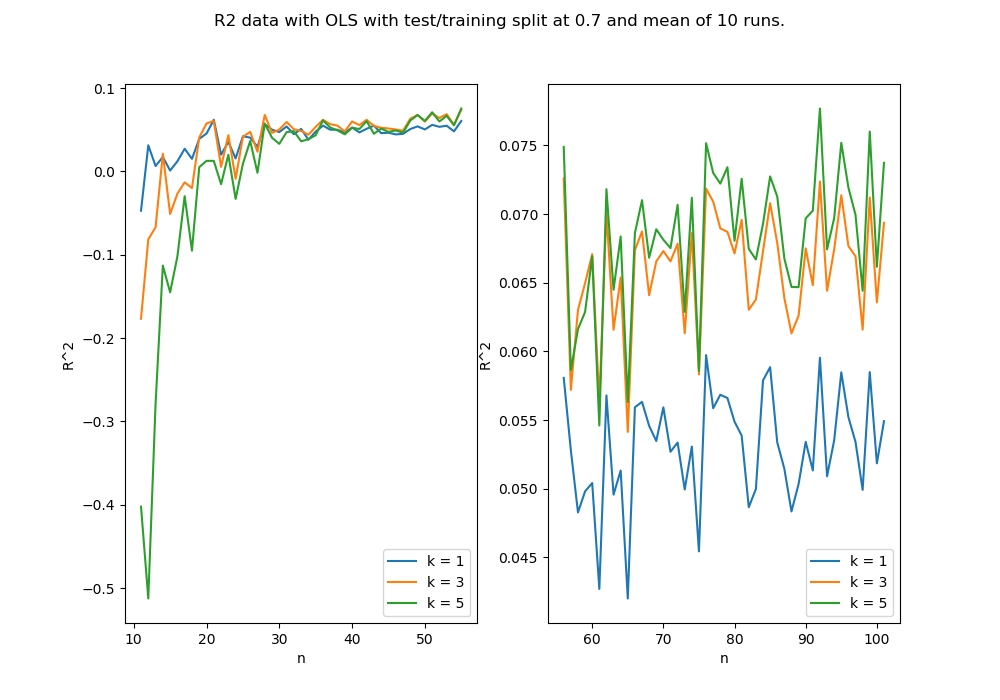 R2 data with OLS with test/training split at 0.7 and mean of 10 runs.
0.1
0.0
−0.1
−0.2
−0.3
−0.4
−0.5
R^2
10 20 30 40 50
n
k = 1
k = 3
k = 5
0.075
0.070
0.065
0.060
0.055
0.050
0.045
R^2
60 70 80 90 100
n
k = 1
k = 3
k = 5